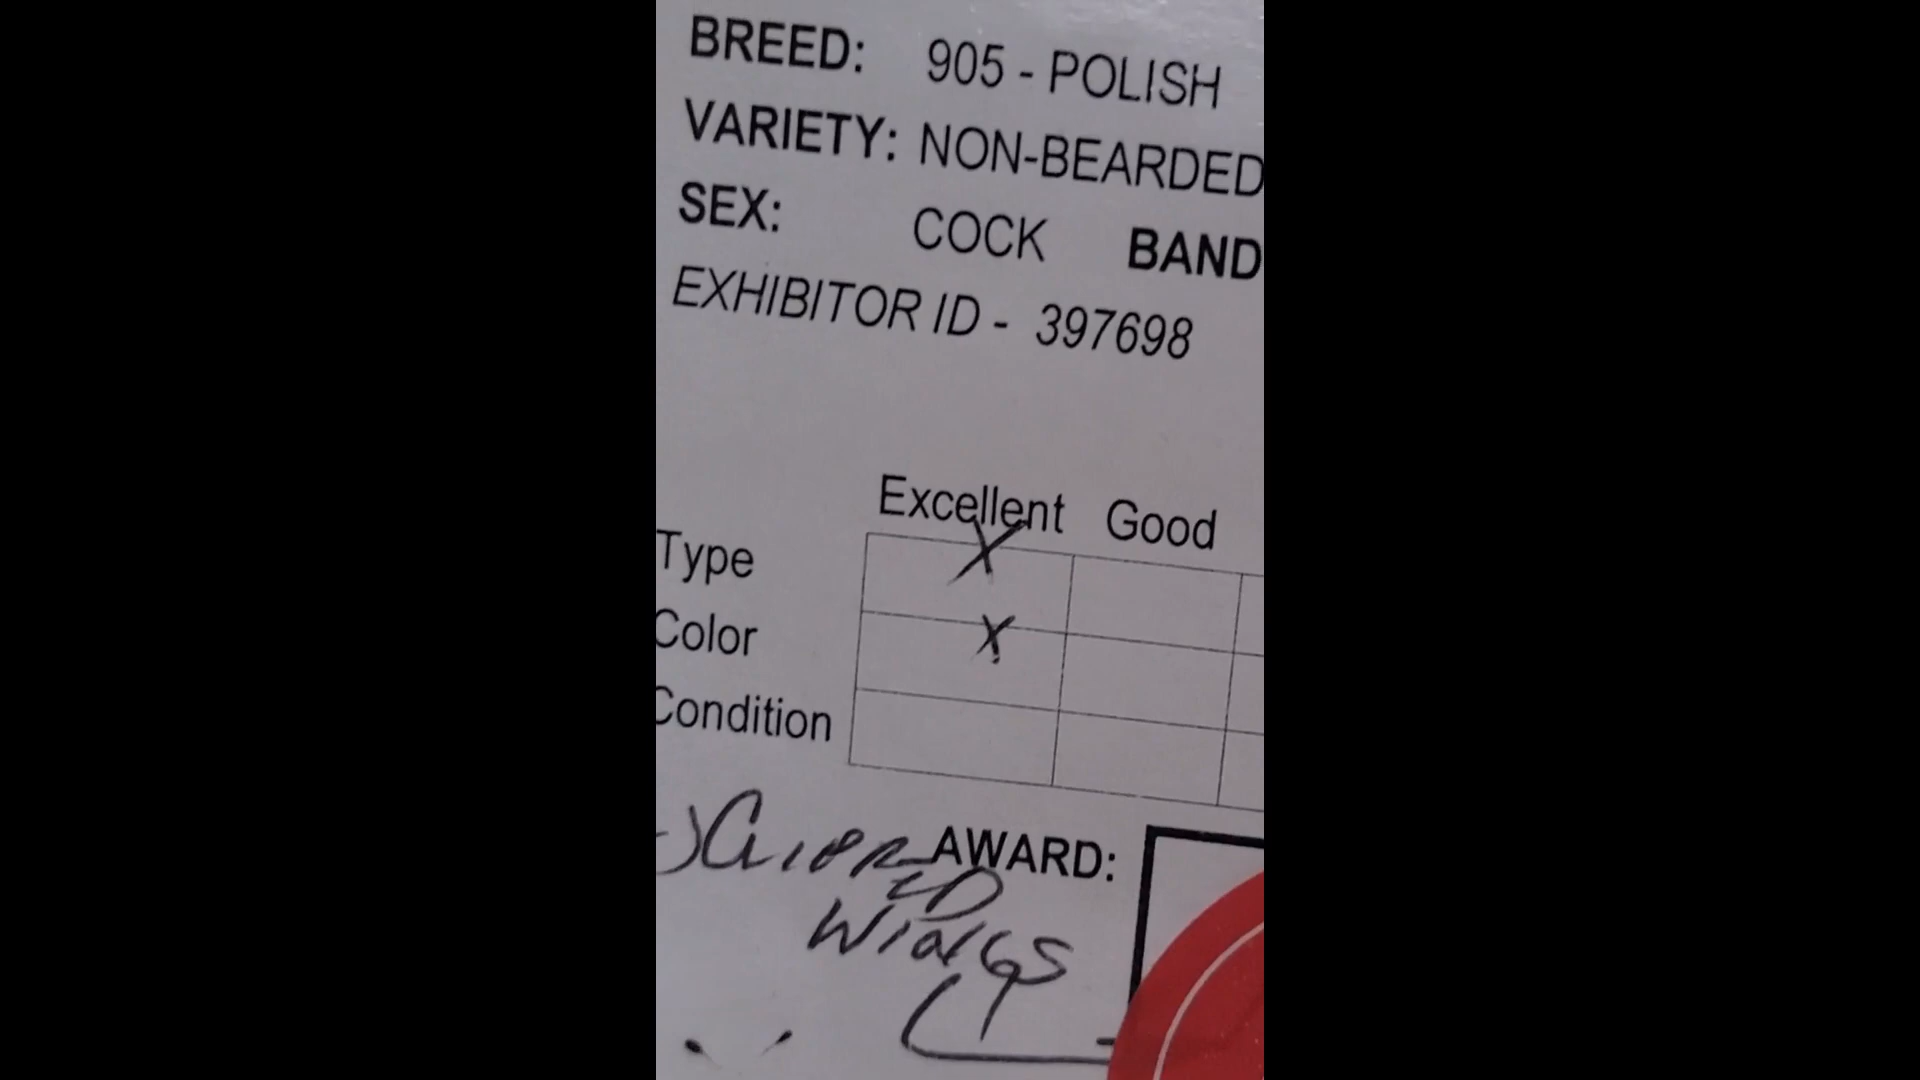 BREED: 905 - POLISH
VARIETY: NON-BEARDED
SEX: COCK BAND
EXHIBITOR ID - 397698
Excellent Good
Type X
Color X
Condition
AWARD:
WINGS